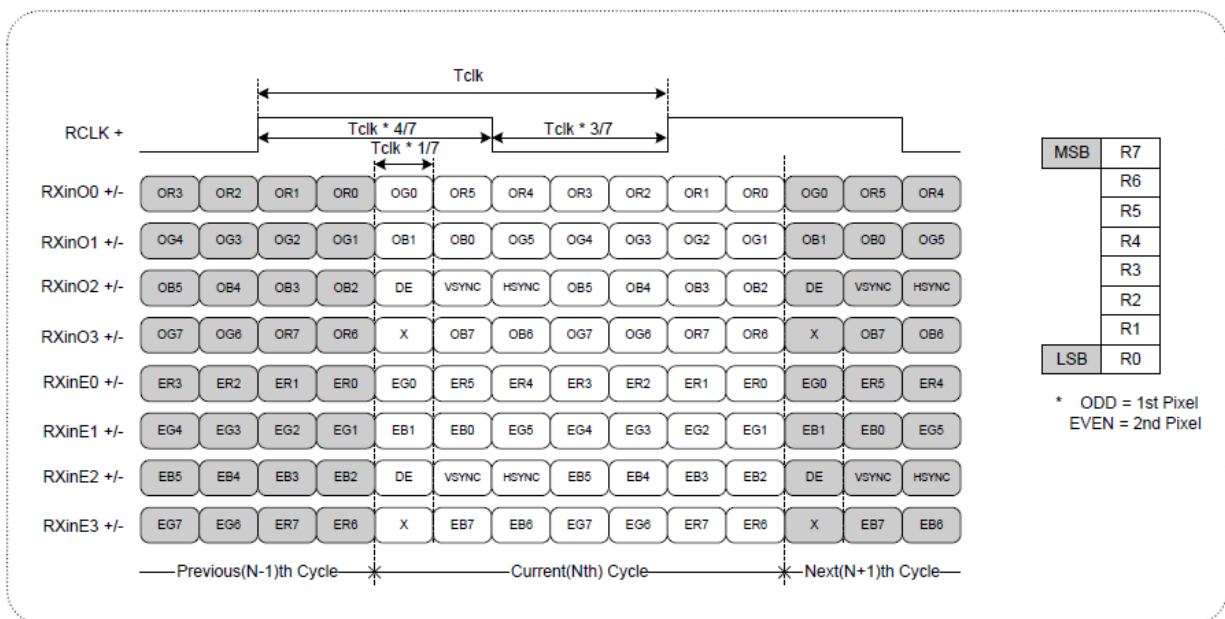 Tclk
RCLK +
Tclk * 4/7
Tclk * 3/7
Tclk * 1/7
RXinO0 +/- OR3 OR2 OR1 OR0 OG0 OR5 OR4 OR3 OR2 OR1 OR0 OG0 OR5 OR4
RXinO1 +/- OG4 OG3 OG2 OG1 OB1 OB0 OG5 OG4 OG3 OG2 OG1 OB1 OB0 OG5
RXinO2 +/- OB5 OB4 OB3 OB2 DE VSYNC HSYNC OB5 OB4 OB3 OB2 DE VSYNC HSYNC
RXinO3 +/- OG7 OG6 OR7 OR6 X OB7 OB6 OG7 OG6 OR7 OR6 X OB7 OB6
RXinE0 +/- ER3 ER2 ER1 ER0 EG0 ER5 ER4 ER3 ER2 ER1 ER0 EG0 ER5 ER4
RXinE1 +/- EG4 EG3 EG2 EG1 EB1 EB0 EG5 EG4 EG3 EG2 EG1 EB1 EB0 EG5
RXinE2 +/- EB5 EB4 EB3 EB2 DE VSYNC HSYNC EB5 EB4 EB3 EB2 DE VSYNC HSYNC
RXinE3 +/- EG7 EG6 ER7 ER6 X EB7 EB6 EG7 EG6 ER7 ER6 X EB7 EB6
Previous(N-1)th Cycle Current(Nth) Cycle Next(N+1)th Cycle
MSB R7
R6
R5
R4
R3
R2
R1
LSB R0
* ODD = 1st Pixel
EVEN = 2nd Pixel